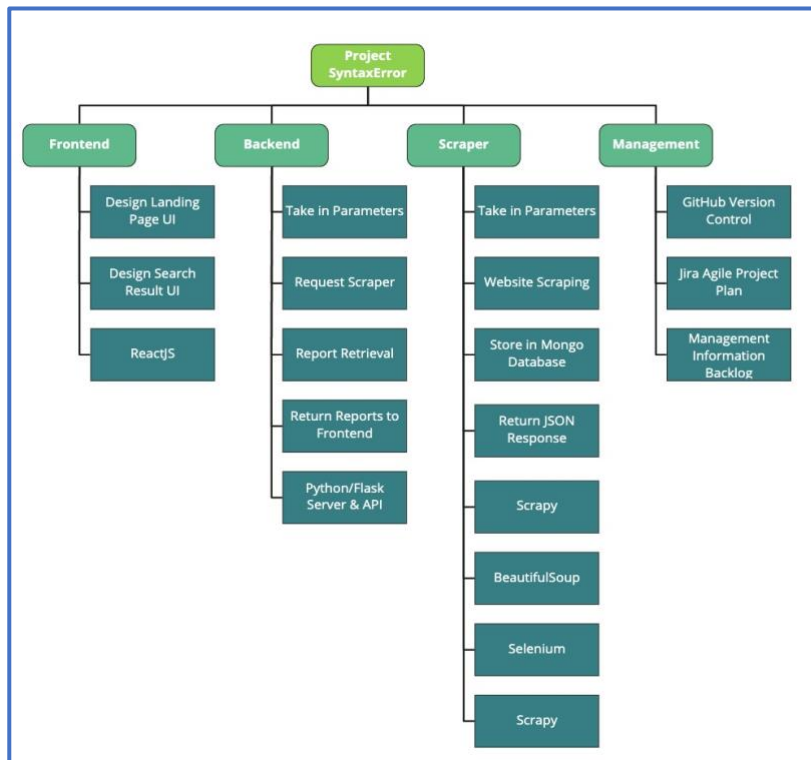 Project
SyntaxError
Frontend
Backend
Scraper
Management
Design Landing
Page UI
Design Search
Result UI
ReactJS
Take in Parameters
Request Scraper
Report Retrieval
Return Reports to
Frontend
Python/Flask
Server & API
Take in Parameters
Website Scraping
Store in Mongo
Database
Return JSON
Response
Scrapy
BeautifulSoup
Selenium
Scrapy
GitHub Version
Control
Jira Agile Project
Plan
Management
Information
Backlog